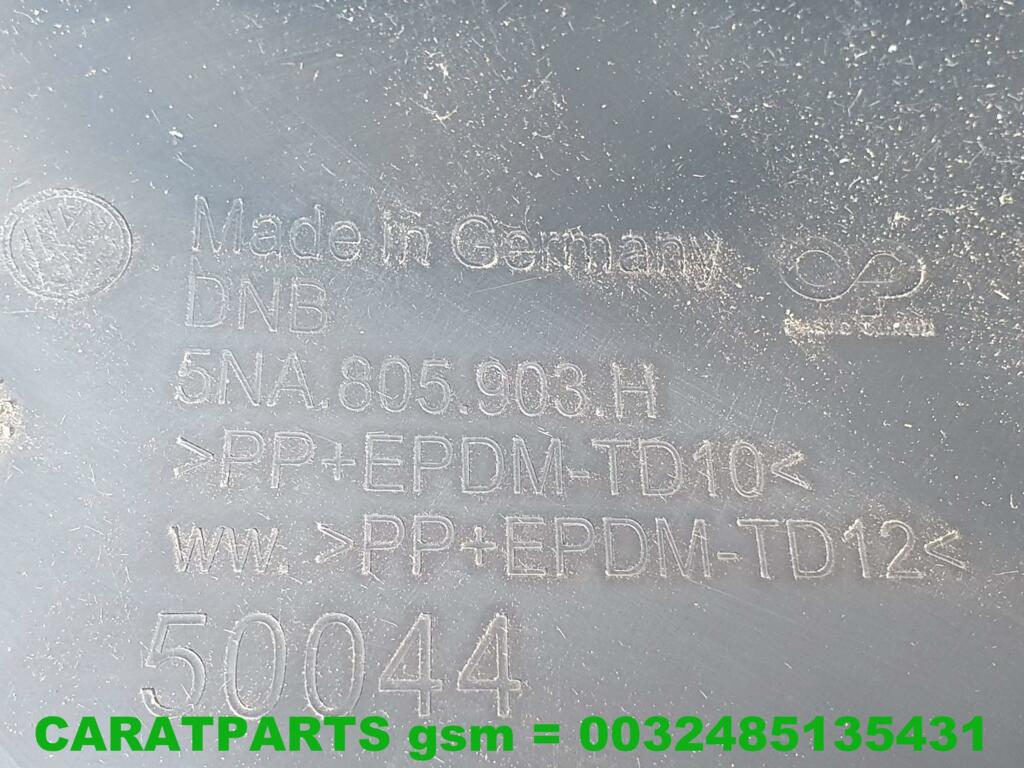 Made in Germany
DNB
5NA.805.903.H
>PP+EPDM-TD10<
ww. >PP+EPDM-TD12<
50044
CARATPARTS gsm = 0032485135431